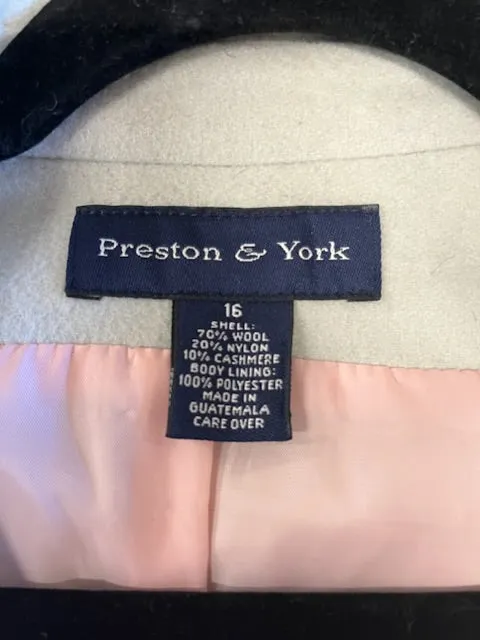 Preston & York
16
SHELL:
70% WOOL
20% NYLON
10% CASHMERE
BODY LINING:
100% POLYESTER
MADE IN
GUATEMALA
CARE OVER